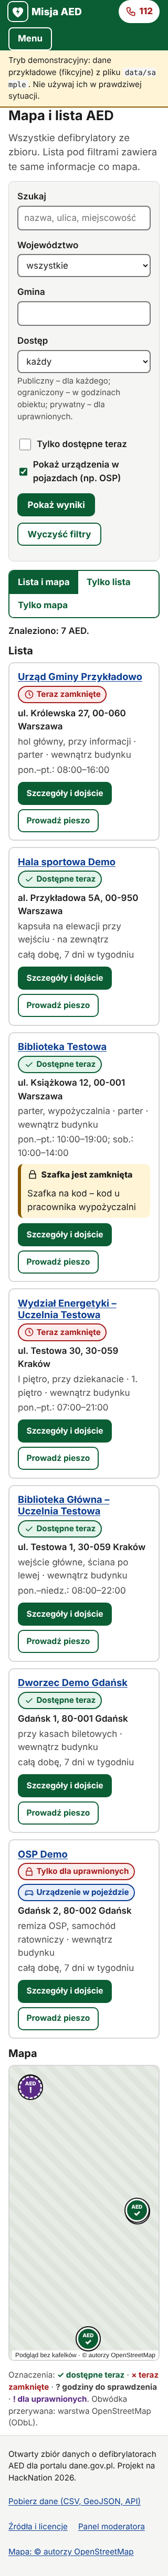 Misja AED
112
Menu
Tryb demonstracyjny: dane
przykładowe (fikcyjne) z pliku data/sa
mple. Nie używaj ich w prawdziwej
sytuacji.
Mapa i lista AED
Wszystkie defibrylatory ze
zbioru. Lista pod filtrami zawiera
te same informacje co mapa.
Szukaj
nazwa, ulica, miejscowość
Województwo
wszystkie
Gmina
Dostęp
każdy
Publiczny – dla każdego;
ograniczony – w godzinach
obiektu; prywatny – dla
uprawnionych.
Tylko dostępne teraz
Pokaż urządzenia w
pojazdach (np. OSP)
Pokaż wyniki
Wyczyść filtry
Lista i mapa
Tylko lista
Tylko mapa
Znaleziono: 7 AED.
Lista
Urząd Gminy Przykładowo
Teraz zamknięte
ul. Królewska 27, 00-060
Warszawa
hol główny, przy informacji ·
parter · wewnątrz budynku
pon.–pt.: 08:00–16:00
Szczegóły i dojście
Prowadź pieszo
Hala sportowa Demo
Dostępne teraz
al. Przykładowa 5A, 00-950
Warszawa
kapsuła na elewacji przy
wejściu · na zewnątrz
całą dobę, 7 dni w tygodniu
Szczegóły i dojście
Prowadź pieszo
Biblioteka Testowa
Dostępne teraz
ul. Książkowa 12, 00-001
Warszawa
parter, wypożyczalnia · parter ·
wewnątrz budynku
pon.–pt.: 10:00–19:00; sob.:
10:00–14:00
Szafka jest zamknięta
Szafka na kod – kod u
pracownika wypożyczalni
Szczegóły i dojście
Prowadź pieszo
Wydział Energetyki –
Uczelnia Testowa
Teraz zamknięte
ul. Testowa 30, 30-059
Kraków
I piętro, przy dziekanacie · 1.
piętro · wewnątrz budynku
pon.–pt.: 07:00–21:00
Szczegóły i dojście
Prowadź pieszo
Biblioteka Główna –
Uczelnia Testowa
Dostępne teraz
ul. Testowa 1, 30-059 Kraków
wejście główne, ściana po
lewej · wewnątrz budynku
pon.–niedz.: 08:00–22:00
Szczegóły i dojście
Prowadź pieszo
Dworzec Demo Gdańsk
Dostępne teraz
Gdańsk 1, 80-001 Gdańsk
przy kasach biletowych ·
wewnątrz budynku
całą dobę, 7 dni w tygodniu
Szczegóły i dojście
Prowadź pieszo
OSP Demo
Tylko dla uprawnionych
Urządzenie w pojeździe
Gdańsk 2, 80-002 Gdańsk
remiza OSP, samochód
ratowniczy · wewnątrz
budynku
całą dobę, 7 dni w tygodniu
Szczegóły i dojście
Prowadź pieszo
Mapa
AED
!
AED
AED
Podgląd bez kafelków · © autorzy OpenStreetMap
Oznaczenia: ✓ dostępne teraz · × teraz
zamknięte · ? godziny do sprawdzenia
· ! dla uprawnionych. Obwódka
przerywana: warstwa OpenStreetMap
(ODbL).
Otwarty zbiór danych o defibrylatorach
AED dla portalu dane.gov.pl. Projekt na
HackNation 2026.
Pobierz dane (CSV, GeoJSON, API)
Źródła i licencje Panel moderatora
Mapa: © autorzy OpenStreetMap